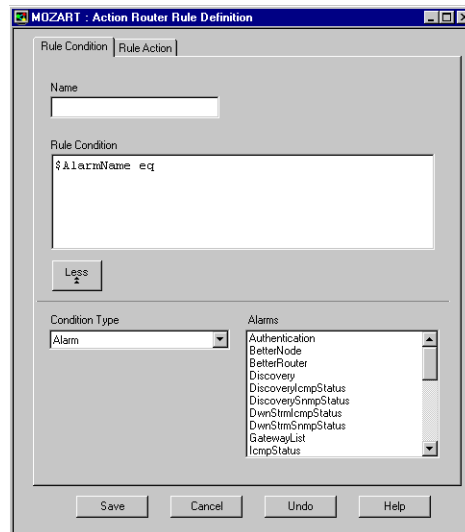 MOZART : Action Router Rule Definition
Rule Condition Rule Action
Name
Rule Condition
$AlarmName eq
Less
Condition Type Alarms
Alarm
Authentication
BetterNode
BetterRouter
Discovery
DiscoveryIcmpStatus
DiscoverySnmpStatus
DwnStrmIcmpStatus
DwnStrmSnmpStatus
GatewayList
IcmpStatus
Save Cancel Undo Help